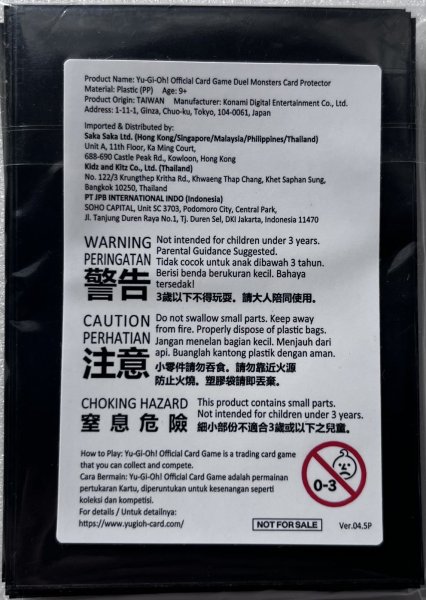 Product Name: Yu-Gi-Oh! Official Card Game Duel Monsters Card Protector
Material: Plastic (PP) Age: 9+
Product Origin: TAIWAN Manufacturer: Konami Digital Entertainment Co., Ltd.
Address: 1-11-1, Ginza, Chuo-ku, Tokyo, 104-0061, Japan
Imported & Distributed by:
Saka Saka Ltd. (Hong Kong/Singapore/Malaysia/Philippines/Thailand)
Unit A, 11th Floor, Ka Ming Court,
688-690 Castle Peak Rd., Kowloon, Hong Kong
Kidz and Kitz Co., Ltd. (Thailand)
No. 122/3 Krungthep Kritha Rd., Khwaeng Thap Chang, Khet Saphan Sung,
Bangkok 10250, Thailand
PT JPB INTERNATIONAL INDO (Indonesia)
SOHO CAPITAL, Unit SC 3703, Podomoro City, Central Park,
Jl. Tanjung Duren Raya No.1, Tj. Duren Sel, DKI Jakarta, Indonesia 11470
WARNING
PERINGATAN
警告
Not intended for children under 3 years.
Parental Guidance Suggested.
Tidak cocok untuk anak dibawah 3 tahun.
Berisi benda berukuran kecil. Bahaya
tersedak!
3歲以下不得玩耍。請大人陪同使用。
CAUTION
PERHATIAN
注意
Do not swallow small parts. Keep away
from fire. Properly dispose of plastic bags.
Jangan menelan bagian kecil. Menjauh dari
api. Buanglah kantong plastik dengan aman.
小零件請勿吞食。請勿靠近火源
防止火燒。塑膠袋請即丟棄。
CHOKING HAZARD
窒息危險
This product contains small parts.
Not intended for children under 3 years.
細小部份不適合3歲或以下之兒童。
How to Play: Yu-Gi-Oh! Official Card Game is a trading card game
that you can collect and compete.
Cara Bermain: Yu-Gi-Oh! Official Card Game adalah permainan
pertukaran Kartu, diperuntukan untuk kesenangan seperti
koleksi dan kompetisi.
For details / Untuk detailnya:
https://www.yugioh-card.com/
0-3
NOT FOR SALE
Ver.04.5P